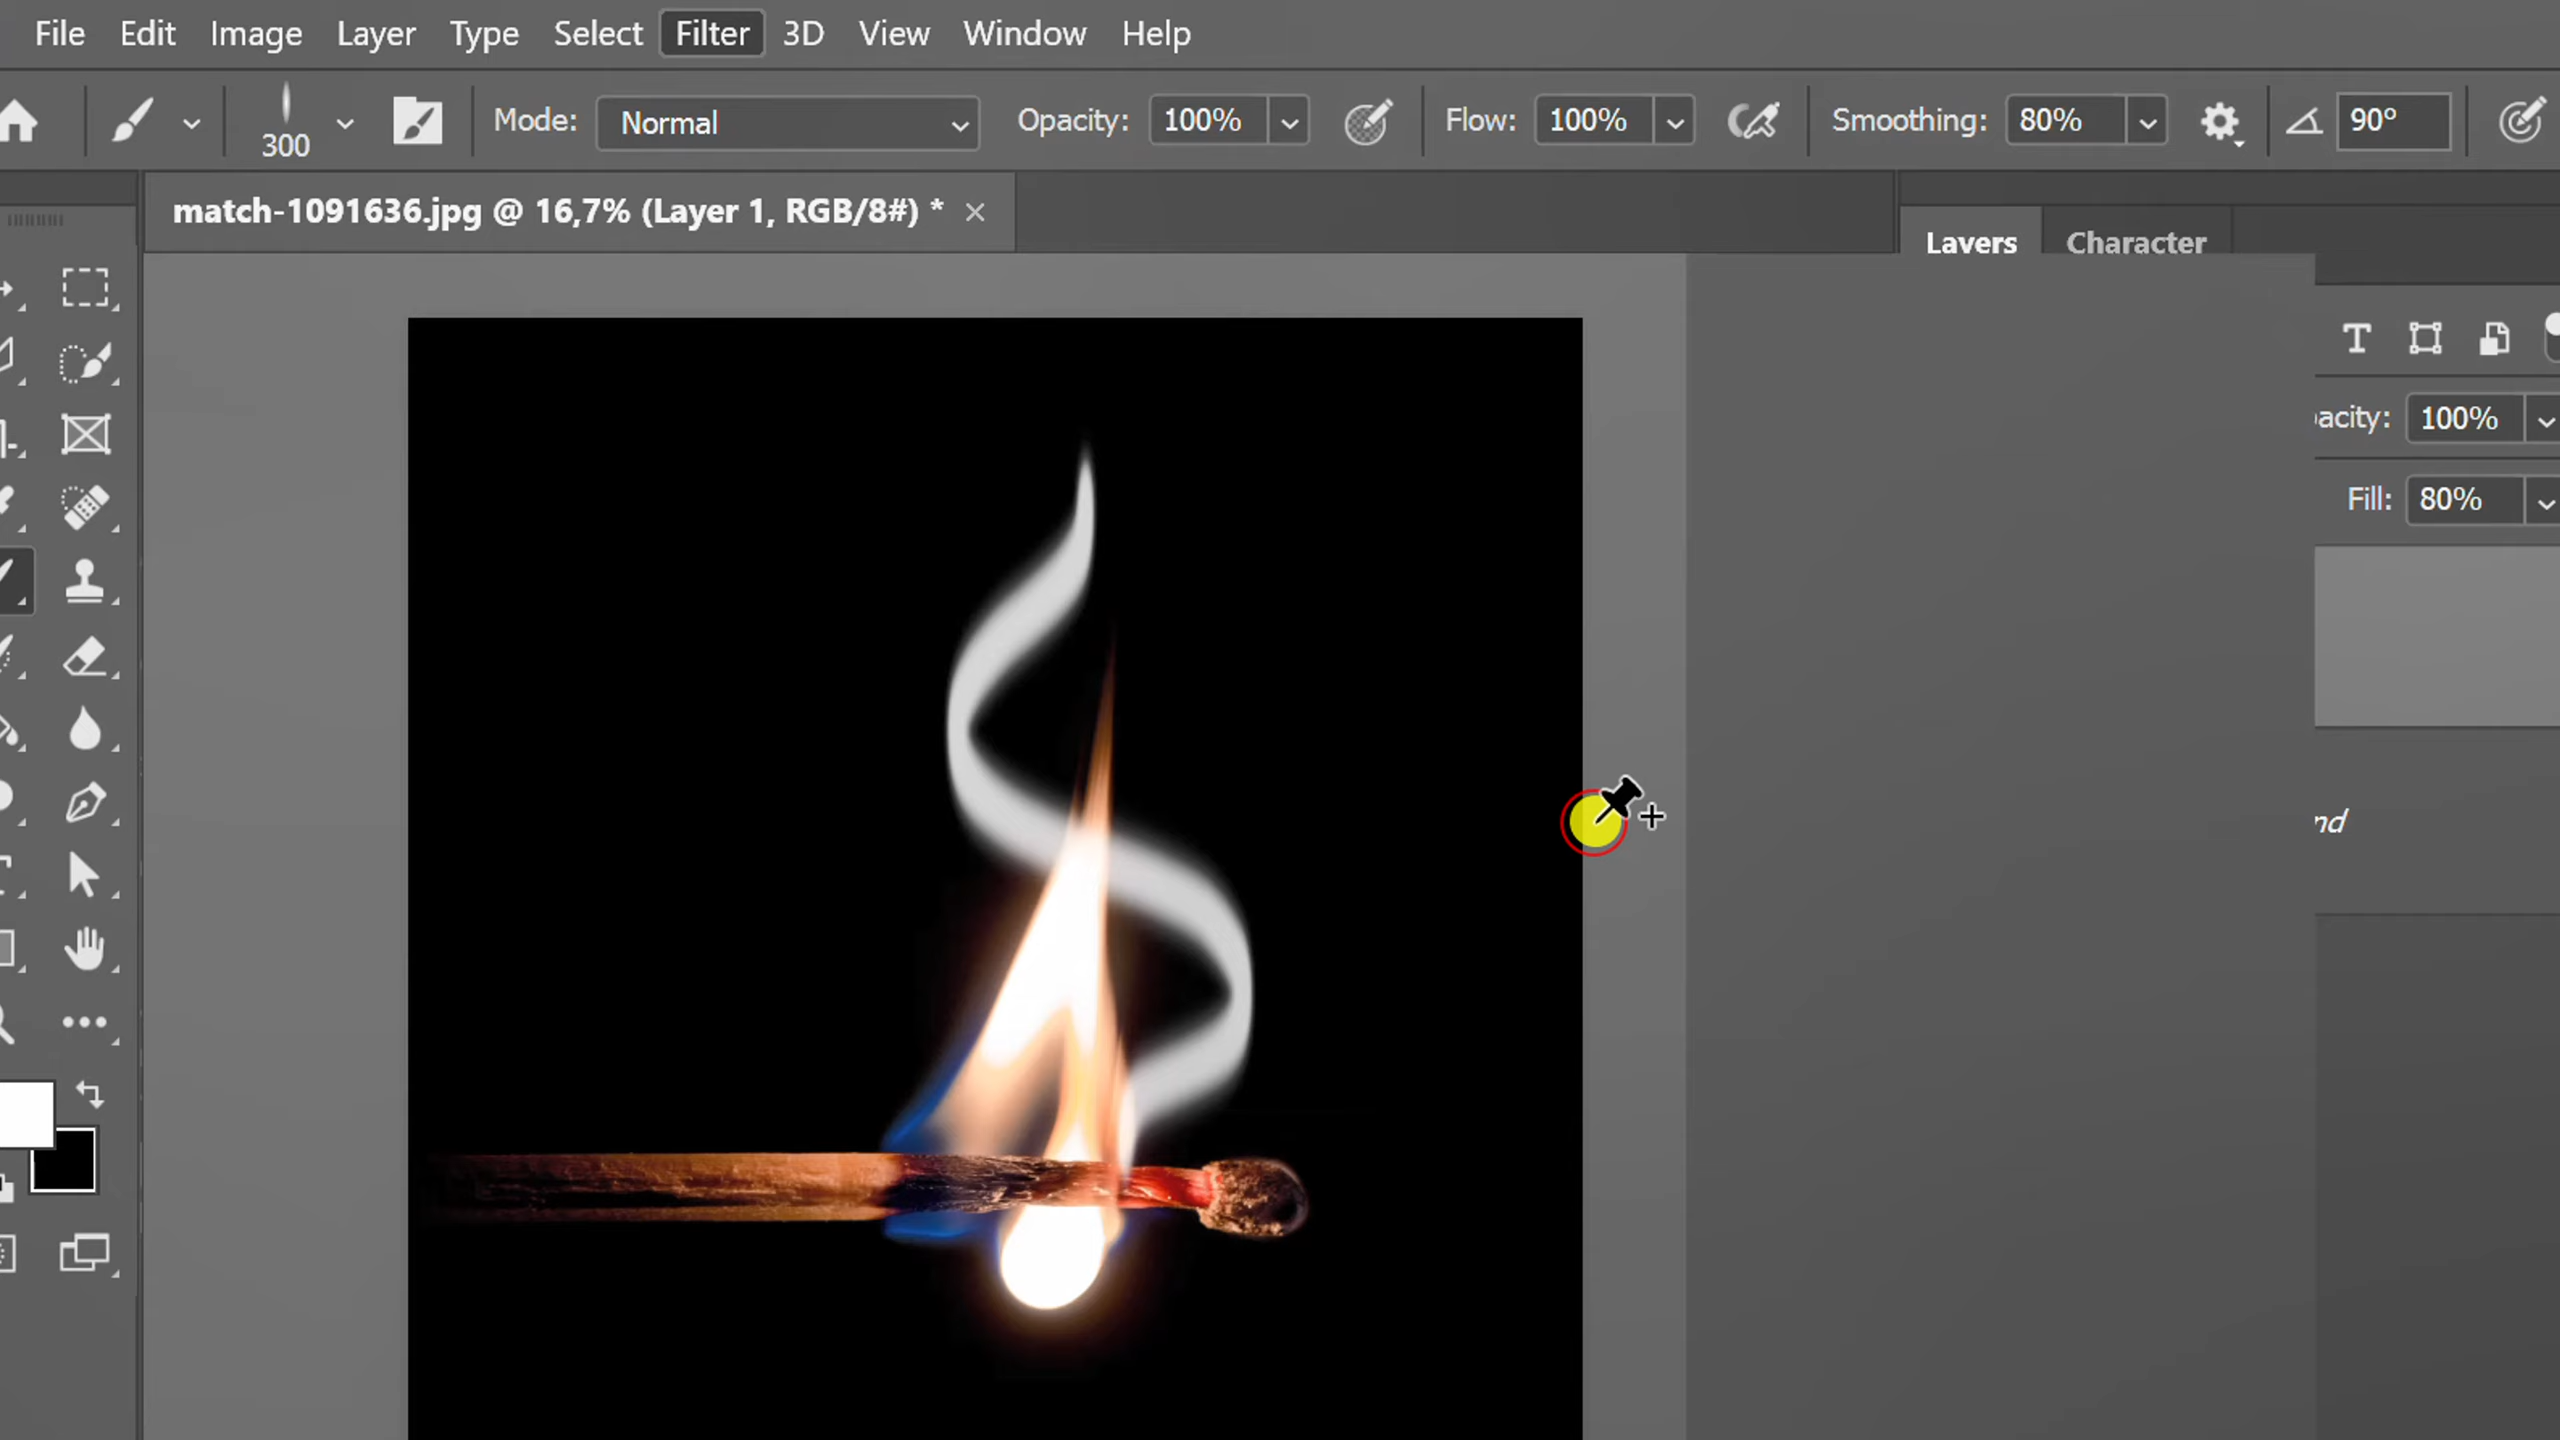 File Edit Image Layer Type Select Filter 3D View Window Help
300 Mode: Normal Opacity: 100% Flow: 100% Smoothing: 80% 90°
match-1091636.jpg @ 16,7% (Layer 1, RGB/8#) * ×
Layers Character
acity: 100%
Fill: 80%
nd